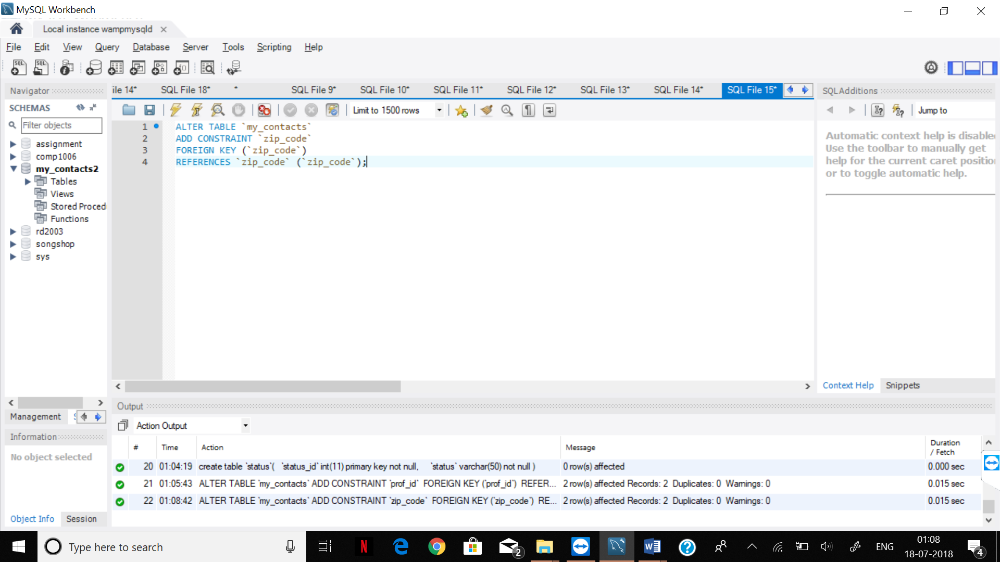 MySQL Workbench
Local instance wampmysqld
File Edit View Query Database Server Tools Scripting Help
Navigator
ile 14* SQL File 18* * SQL File 9* SQL File 10* SQL File 11* SQL File 12* SQL File 13* SQL File 14* SQL File 15*
SQLAdditions
SCHEMAS
Filter objects
assignment
comp1006
my_contacts2
Tables
Views
Stored Proced
Functions
rd2003
songshop
sys
Limit to 1500 rows
Jump to
1 ALTER TABLE `my_contacts`
2 ADD CONSTRAINT `zip_code`
3 FOREIGN KEY (`zip_code`)
4 REFERENCES `zip_code` (`zip_code`);
Automatic context help is disable
Use the toolbar to manually get
help for the current caret positio
or to toggle automatic help.
Context Help Snippets
Management S
Information
No object selected
Object Info Session
Output
Action Output
# Time Action Message Duration / Fetch
20 01:04:19 create table `status`( `status_id` int(11) primary key not null, `status` varchar(50) not null ) 0 row(s) affected 0.000 sec
21 01:05:43 ALTER TABLE `my_contacts` ADD CONSTRAINT `prof_id` FOREIGN KEY (`prof_id`) REFER... 2 row(s) affected Records: 2 Duplicates: 0 Warnings: 0 0.015 sec
22 01:08:42 ALTER TABLE `my_contacts` ADD CONSTRAINT `zip_code` FOREIGN KEY (`zip_code`) RE... 2 row(s) affected Records: 2 Duplicates: 0 Warnings: 0 0.015 sec
Type here to search
2
ENG
01:08
18-07-2018
4